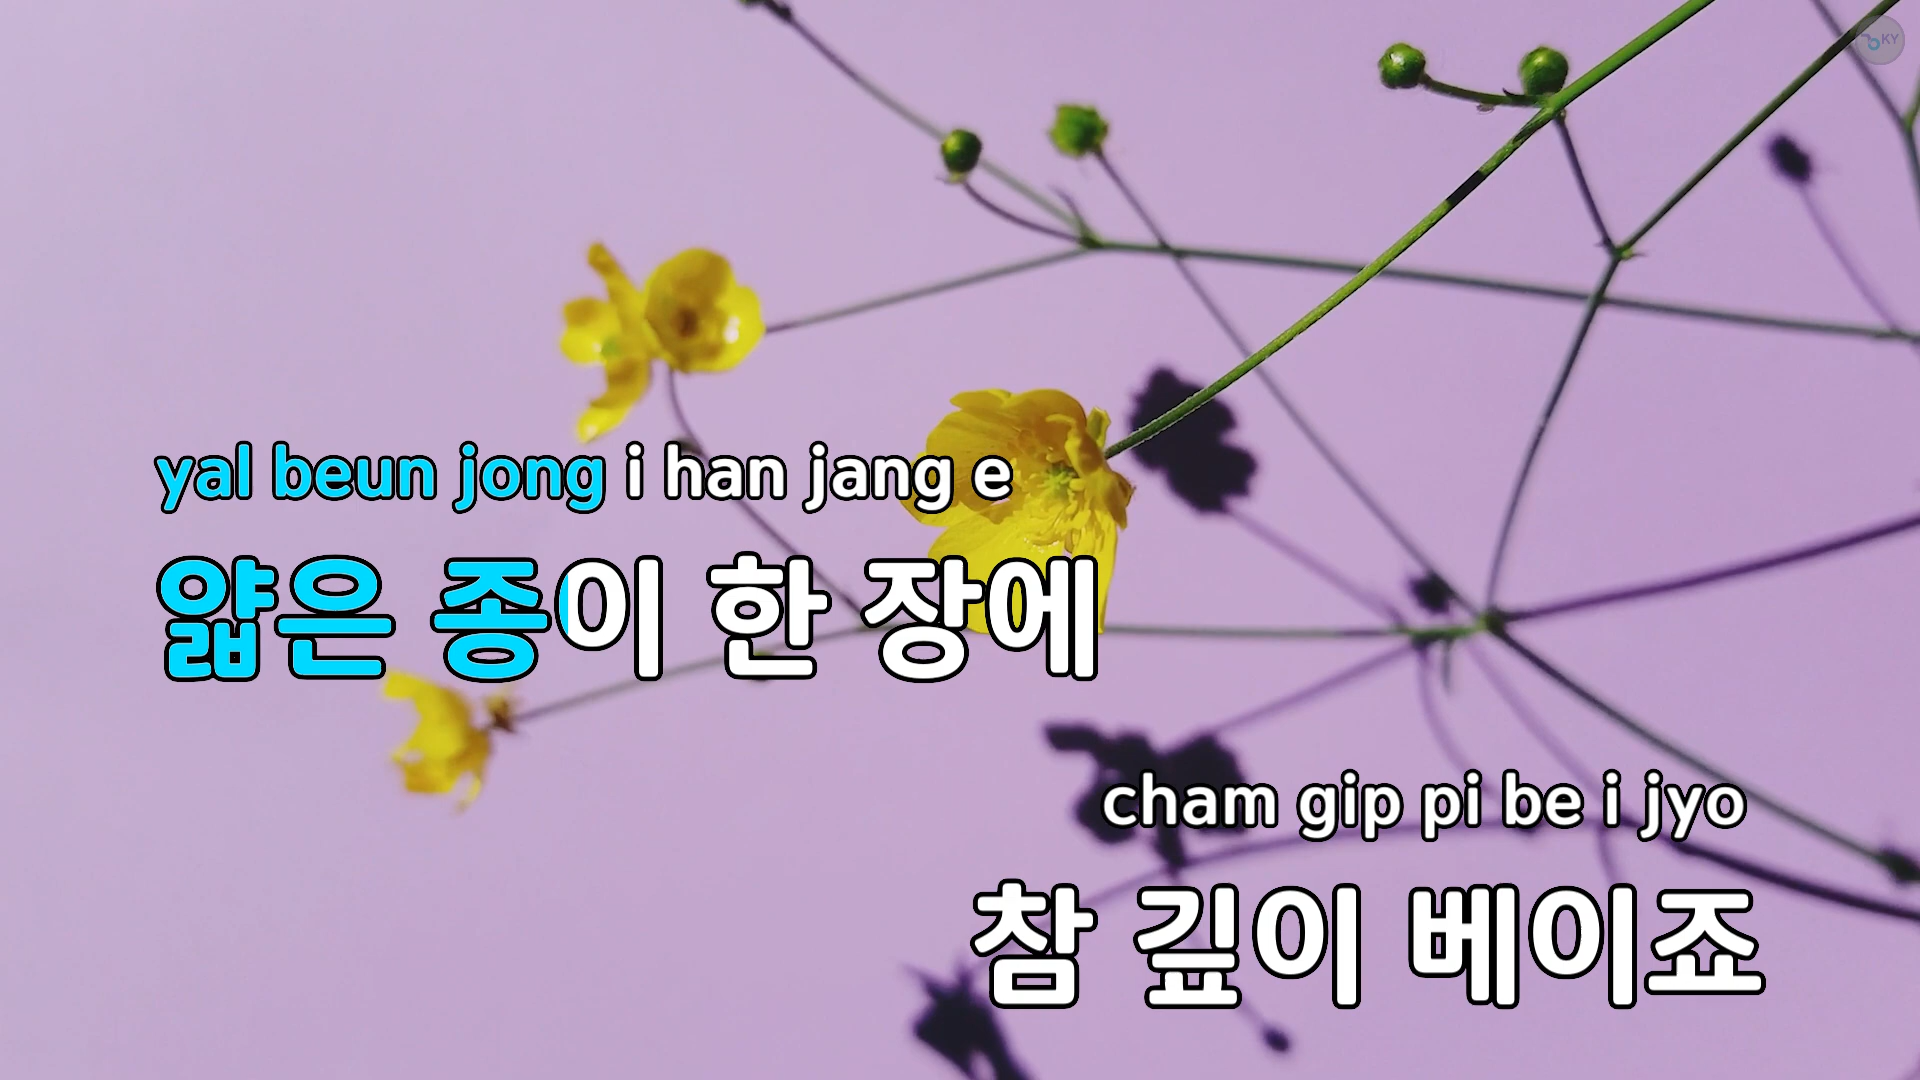 KY
yal beun jong i han jang e
얇은 종이 한 장에
cham gip pi be i jyo
참 깊이 베이죠